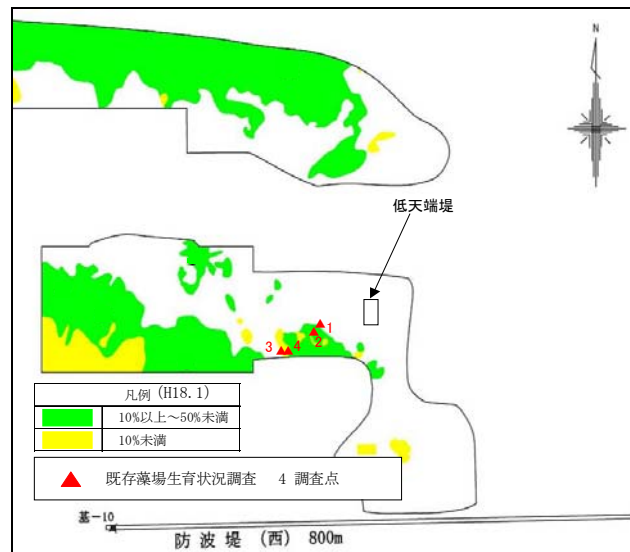 N
低天端堤
1
2
3
4
凡例 (H18.1)
10%以上~50%未満
10%未満
既存藻場生育状況調査 4 調査点
基-10
防波堤 (西) 800m